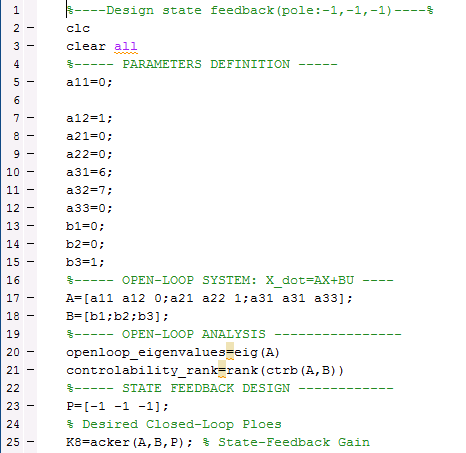 1 %----Design state feedback(pole:-1,-1,-1)----%
2 - clc
3 - clear all
4 %----- PARAMETERS DEFINITION -----
5 - a11=0;
6
7 - a12=1;
8 - a21=0;
9 - a22=0;
10 - a31=6;
11 - a32=7;
12 - a33=0;
13 - b1=0;
14 - b2=0;
15 - b3=1;
16 %----- OPEN-LOOP SYSTEM: X_dot=AX+BU ----
17 - A=[a11 a12 0;a21 a22 1;a31 a31 a33];
18 - B=[b1;b2;b3];
19 %----- OPEN-LOOP ANALYSIS ----------------
20 - openloop_eigenvalues=eig(A)
21 - controlability_rank=rank(ctrb(A,B))
22 %----- STATE FEEDBACK DESIGN ------------
23 - P=[-1 -1 -1];
24 % Desired Closed-Loop Ploes
25 - K8=acker(A,B,P); % State-Feedback Gain